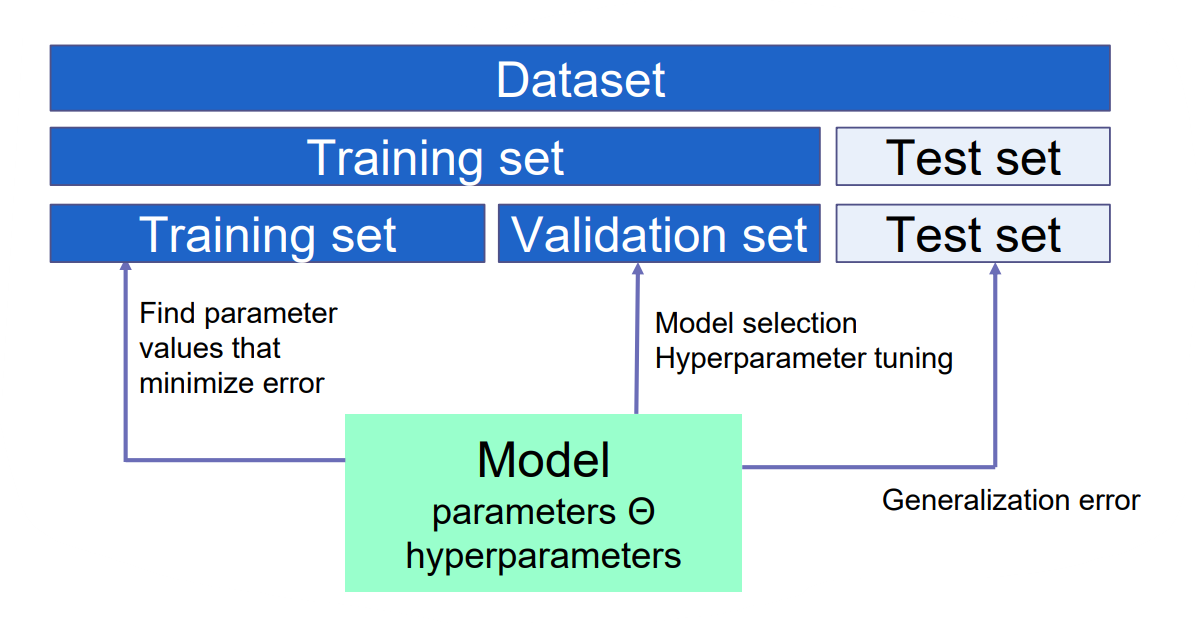 Dataset
Training set
Test set
Training set
Validation set
Test set
Find parameter
values that
minimize error
Model selection
Hyperparameter tuning
Model
parameters Θ
hyperparameters
Generalization error